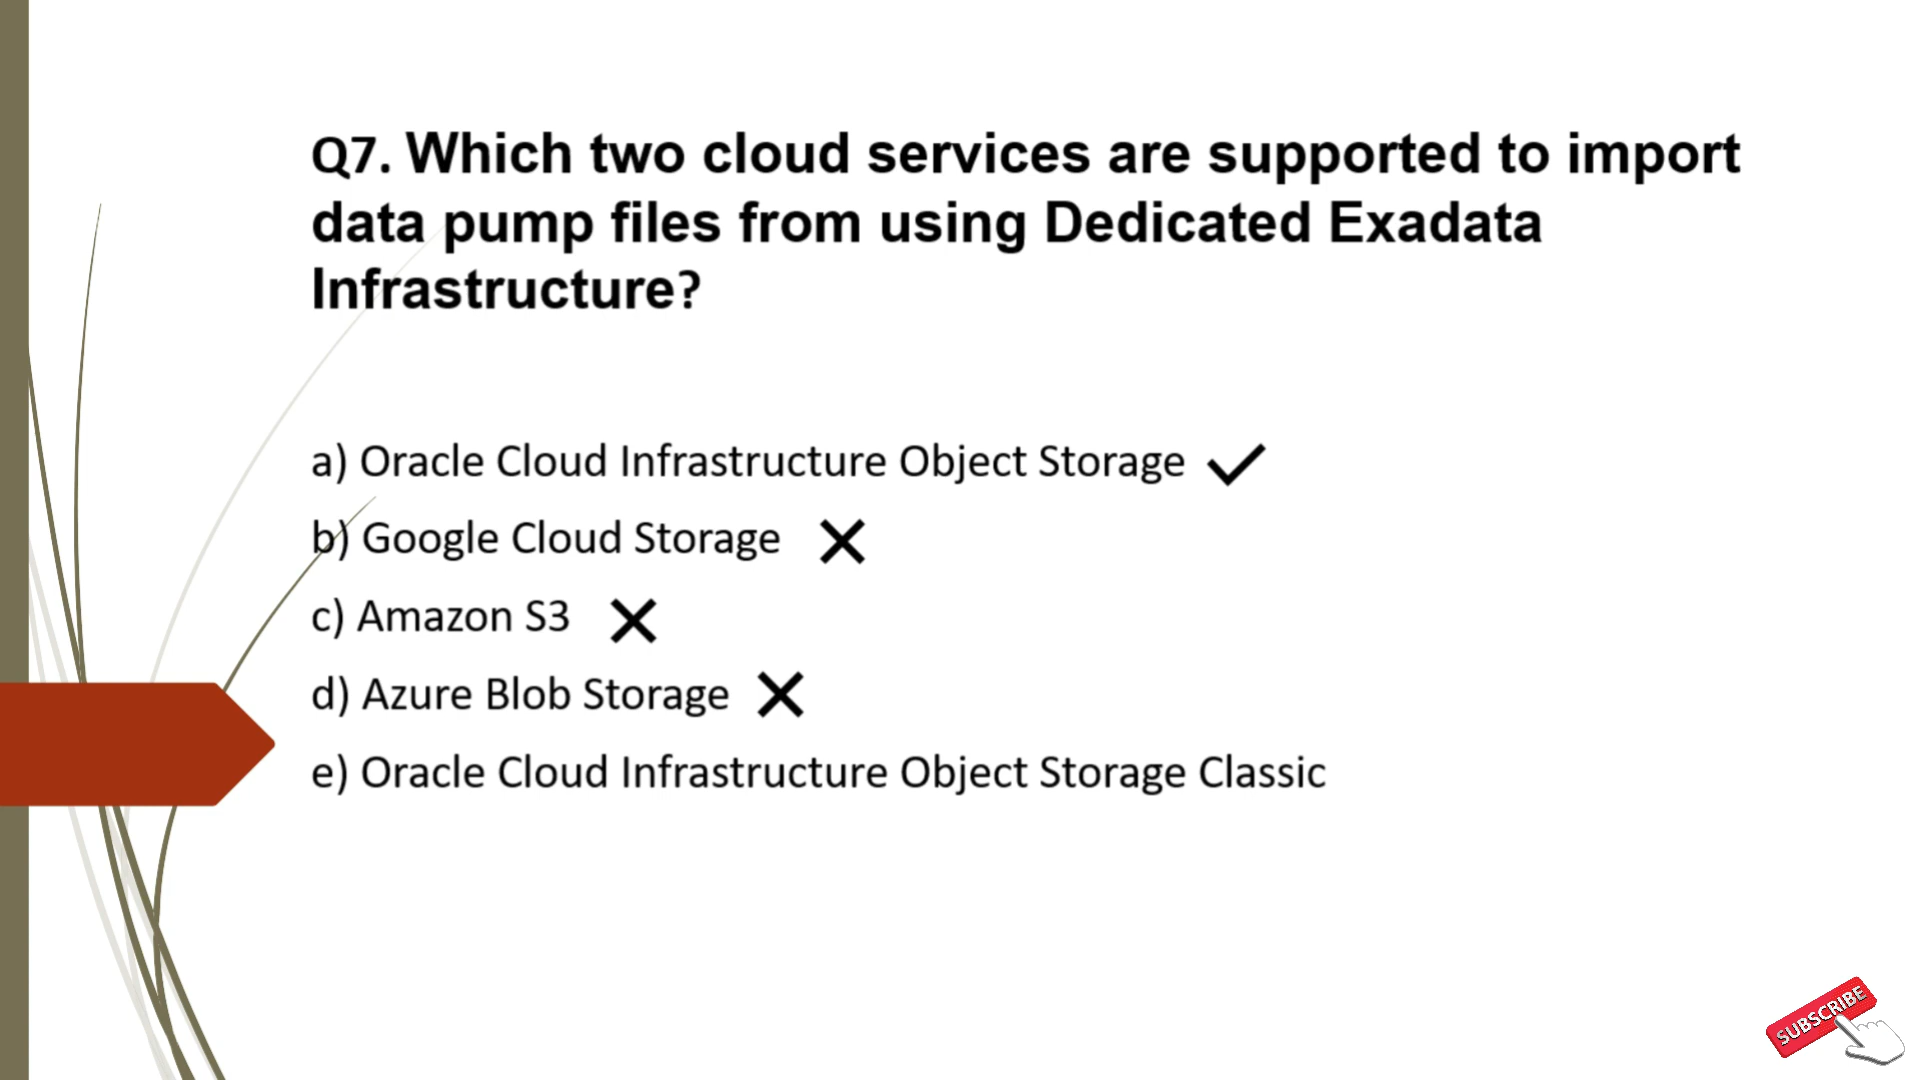 Q7. Which two cloud services are supported to import
data pump files from using Dedicated Exadata
Infrastructure?
a) Oracle Cloud Infrastructure Object Storage
b) Google Cloud Storage
c) Amazon S3
d) Azure Blob Storage
e) Oracle Cloud Infrastructure Object Storage Classic
SUBSCRIBE